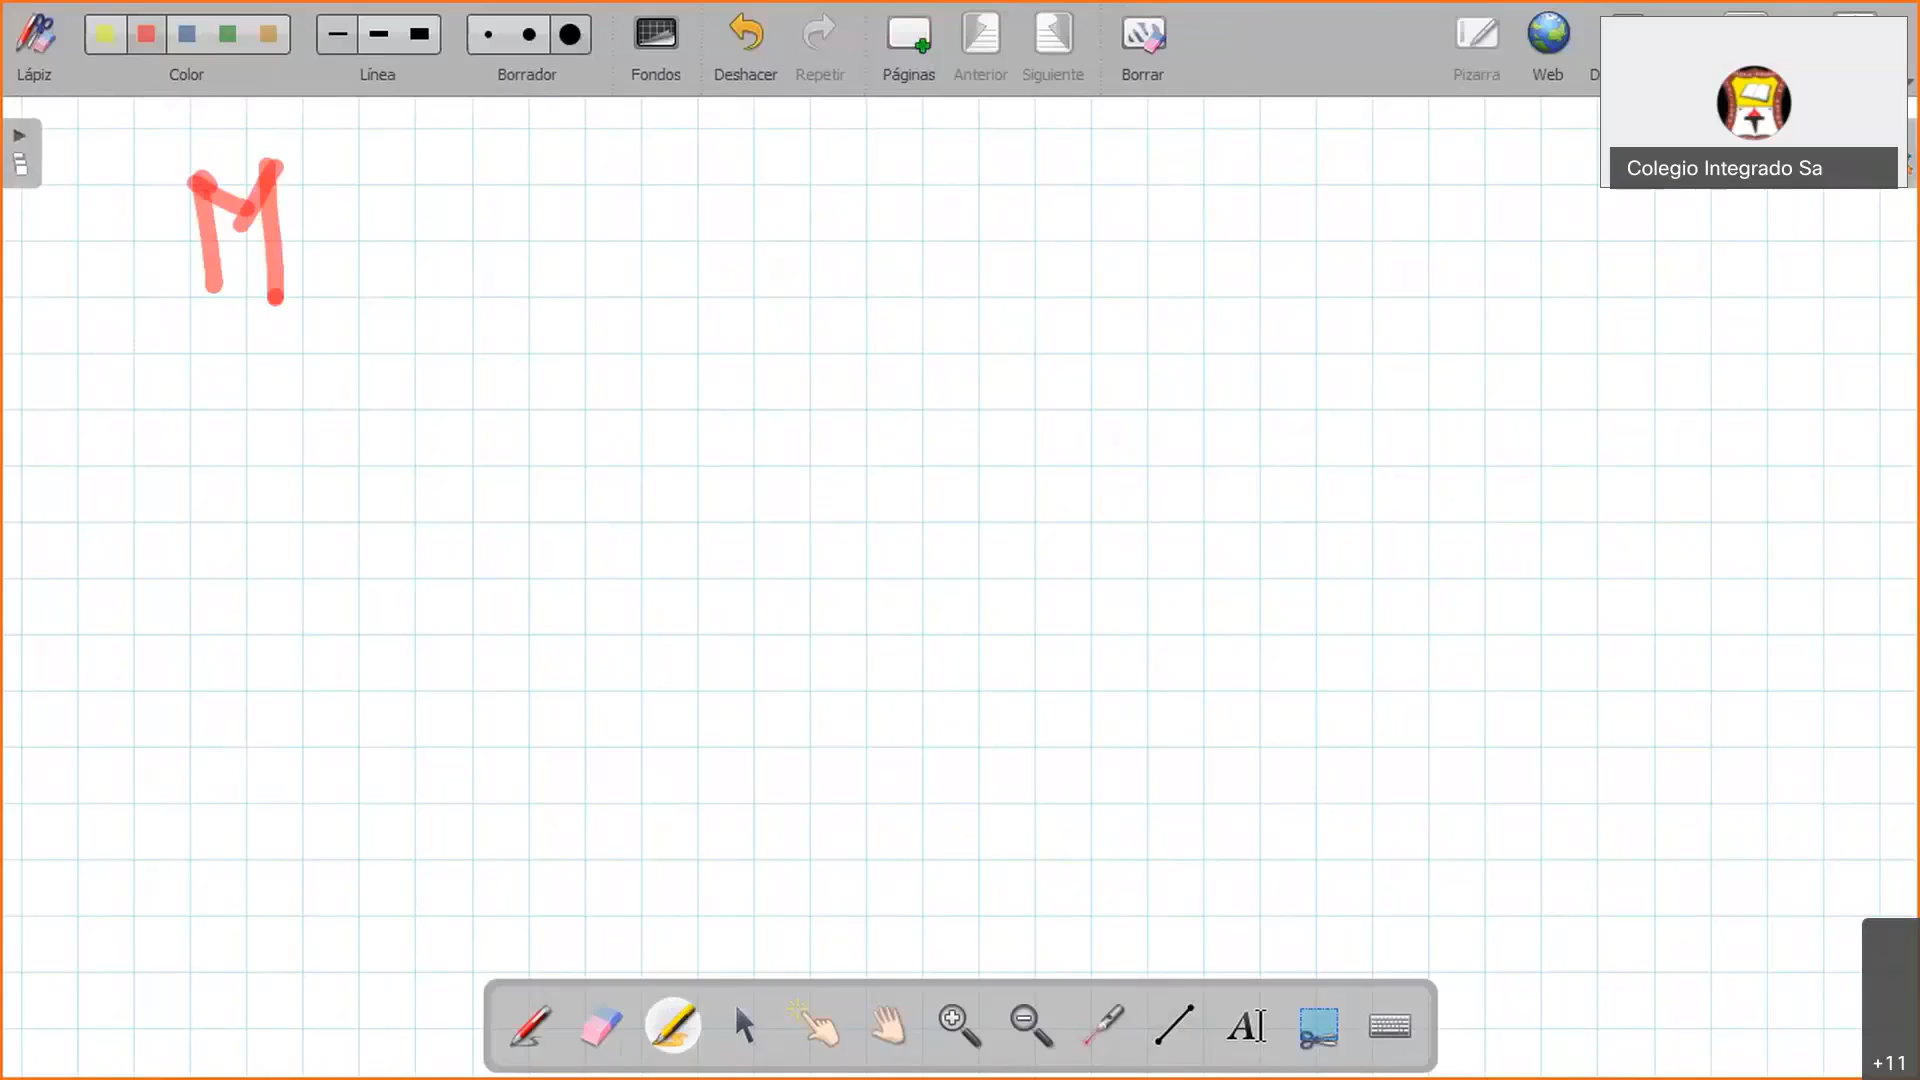 Lápiz
Color
Línea
Borrador
Fondos
Deshacer
Repetir
Páginas
Anterior
Siguiente
Borrar
Pizarra
Web
D
Colegio Integrado Sa
M
A
+11